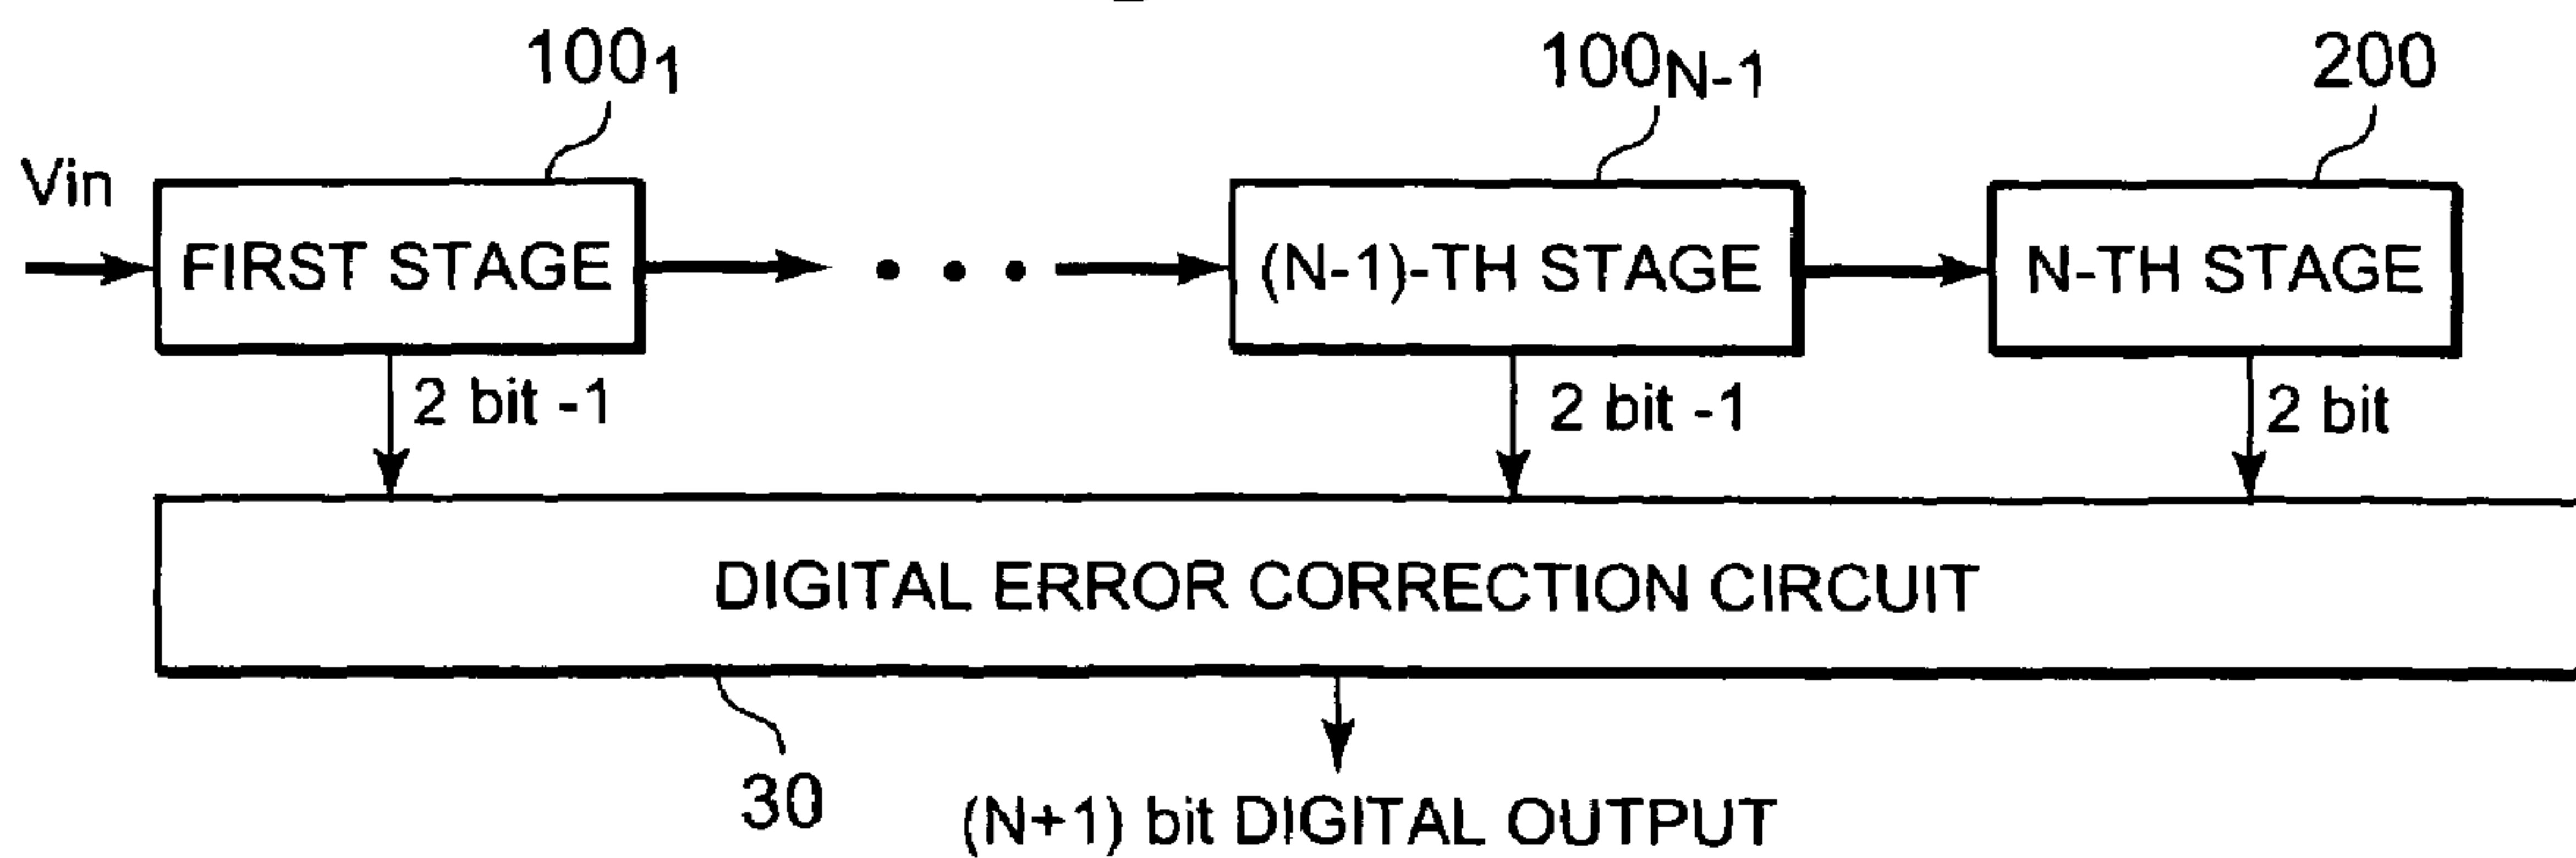 100₁
100N-1
200
Vin
FIRST STAGE
(N-1)-TH STAGE
N-TH STAGE
2 bit -1
2 bit -1
2 bit
DIGITAL ERROR CORRECTION CIRCUIT
30
(N+1) bit DIGITAL OUTPUT